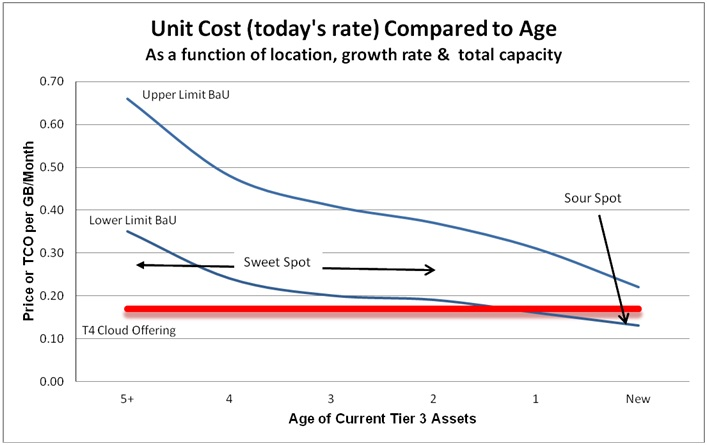 Unit Cost (today's rate) Compared to Age
As a function of location, growth rate & total capacity
Price or TCO per GB/Month
0.70
0.60
0.50
0.40
0.30
0.20
0.10
0.00
Upper Limit BaU
Lower Limit BaU
Sour Spot
Sweet Spot
T4 Cloud Offering
5+ 4 3 2 1 New
Age of Current Tier 3 Assets